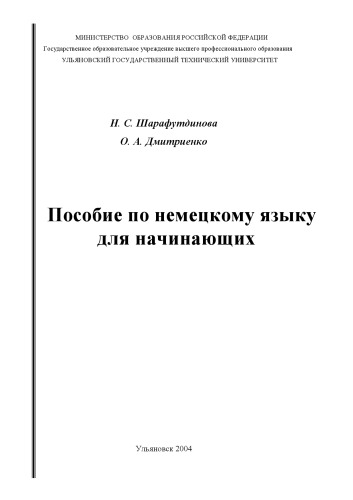 МИНИСТЕРСТВО ОБРАЗОВАНИЯ РОССИЙСКОЙ ФЕДЕРАЦИИ
Государственное образовательное учреждение высшего профессионального образования
УЛЬЯНОВСКИЙ ГОСУДАРСТВЕННЫЙ ТЕХНИЧЕСКИЙ УНИВЕРСИТЕТ
Н. С. Шарафутдинова
О. А. Дмитриенко
Пособие по немецкому языку
для начинающих
Ульяновск 2004